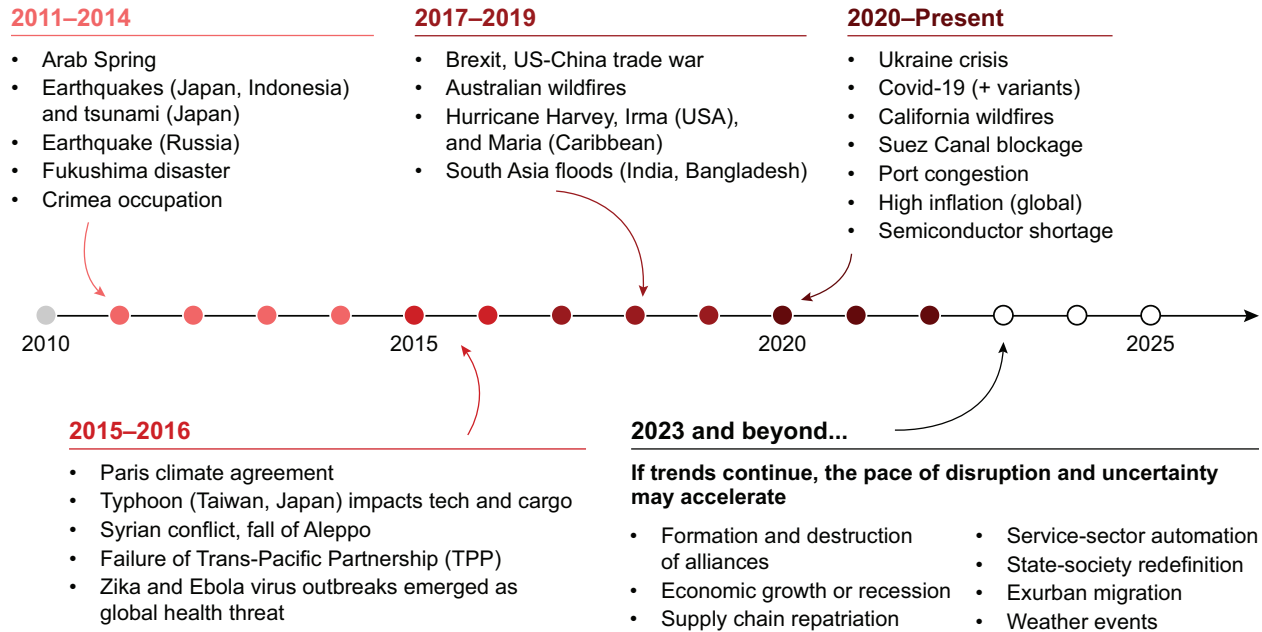 2011–2014
• Arab Spring
• Earthquakes (Japan, Indonesia)
and tsunami (Japan)
• Earthquake (Russia)
• Fukushima disaster
• Crimea occupation
2017–2019
• Brexit, US-China trade war
• Australian wildfires
• Hurricane Harvey, Irma (USA),
and Maria (Caribbean)
• South Asia floods (India, Bangladesh)
2020–Present
• Ukraine crisis
• Covid-19 (+ variants)
• California wildfires
• Suez Canal blockage
• Port congestion
• High inflation (global)
• Semiconductor shortage
2010
2015
2020
2025
2015–2016
• Paris climate agreement
• Typhoon (Taiwan, Japan) impacts tech and cargo
• Syrian conflict, fall of Aleppo
• Failure of Trans-Pacific Partnership (TPP)
• Zika and Ebola virus outbreaks emerged as
global health threat
2023 and beyond...
If trends continue, the pace of disruption and uncertainty
may accelerate
• Formation and destruction
of alliances
• Economic growth or recession
• Supply chain repatriation
• Service-sector automation
• State-society redefinition
• Exurban migration
• Weather events